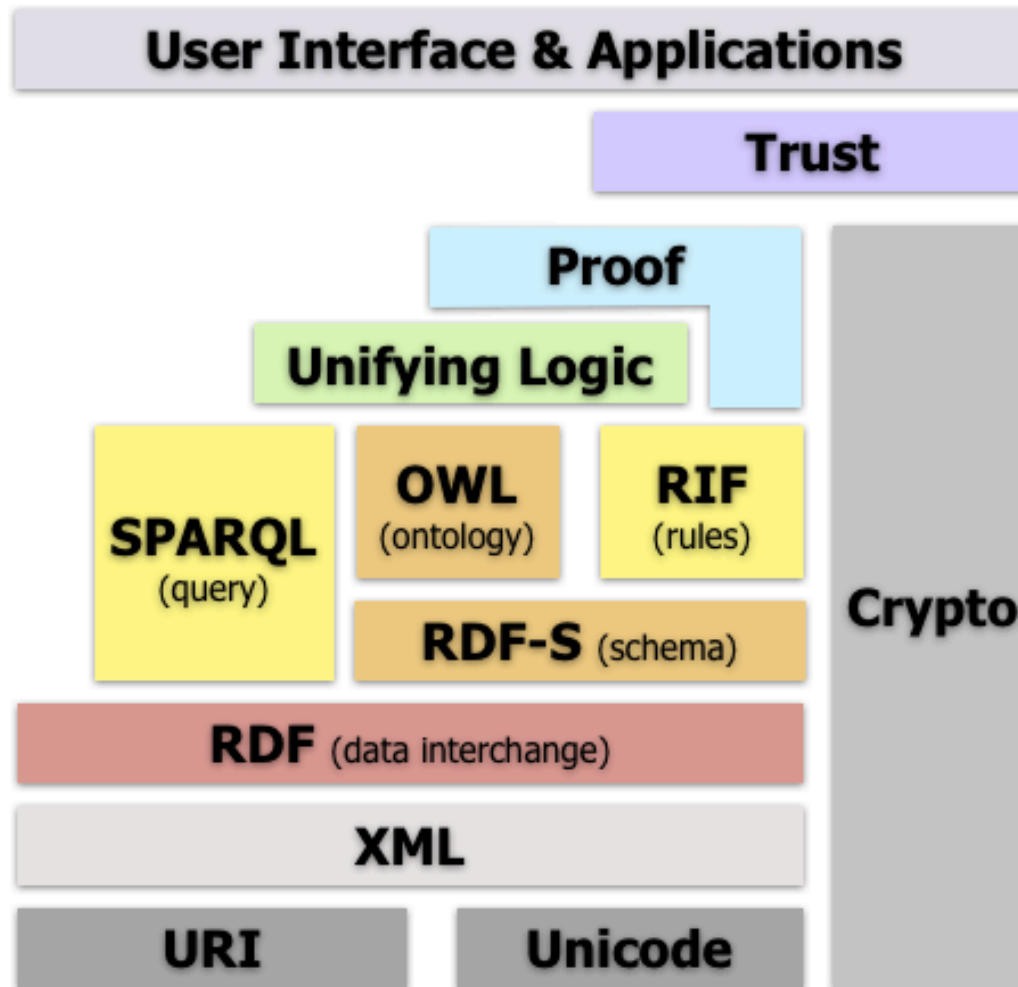 User Interface & Applications
Trust
Proof
Unifying Logic
OWL
(ontology)
RIF
(rules)
SPARQL
(query)
RDF-S (schema)
Crypto
RDF (data interchange)
XML
URI
Unicode